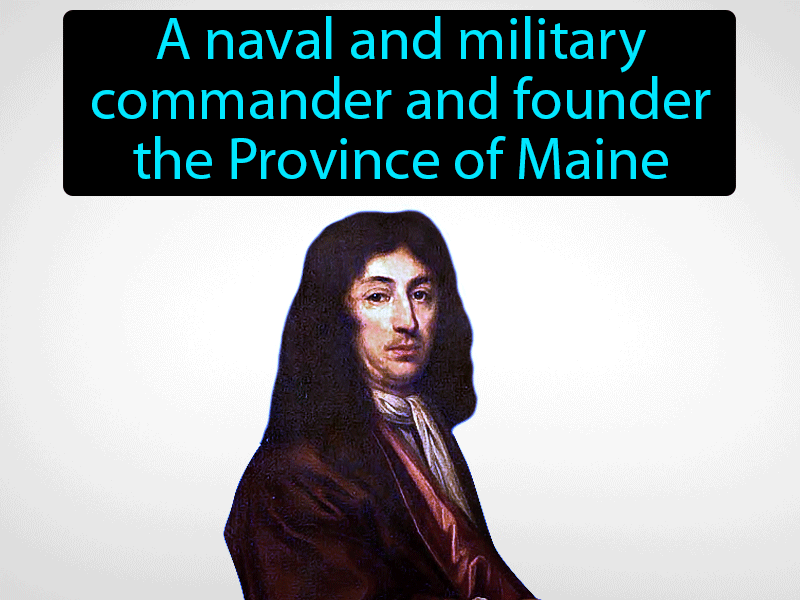 A naval and military
commander and founder
the Province of Maine